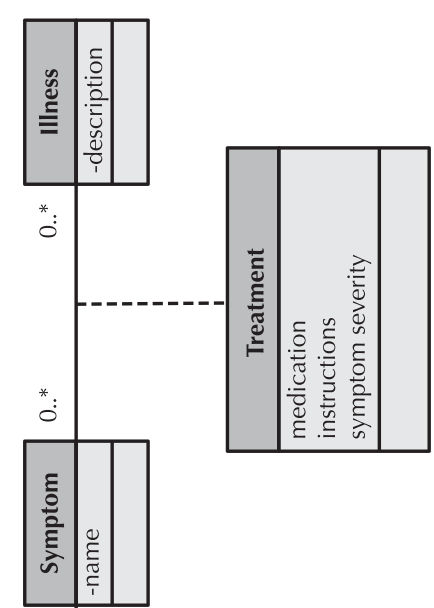 Symptom
-name
0..*
0..*
Illness
-description
Treatment
medication
instructions
symptom severity